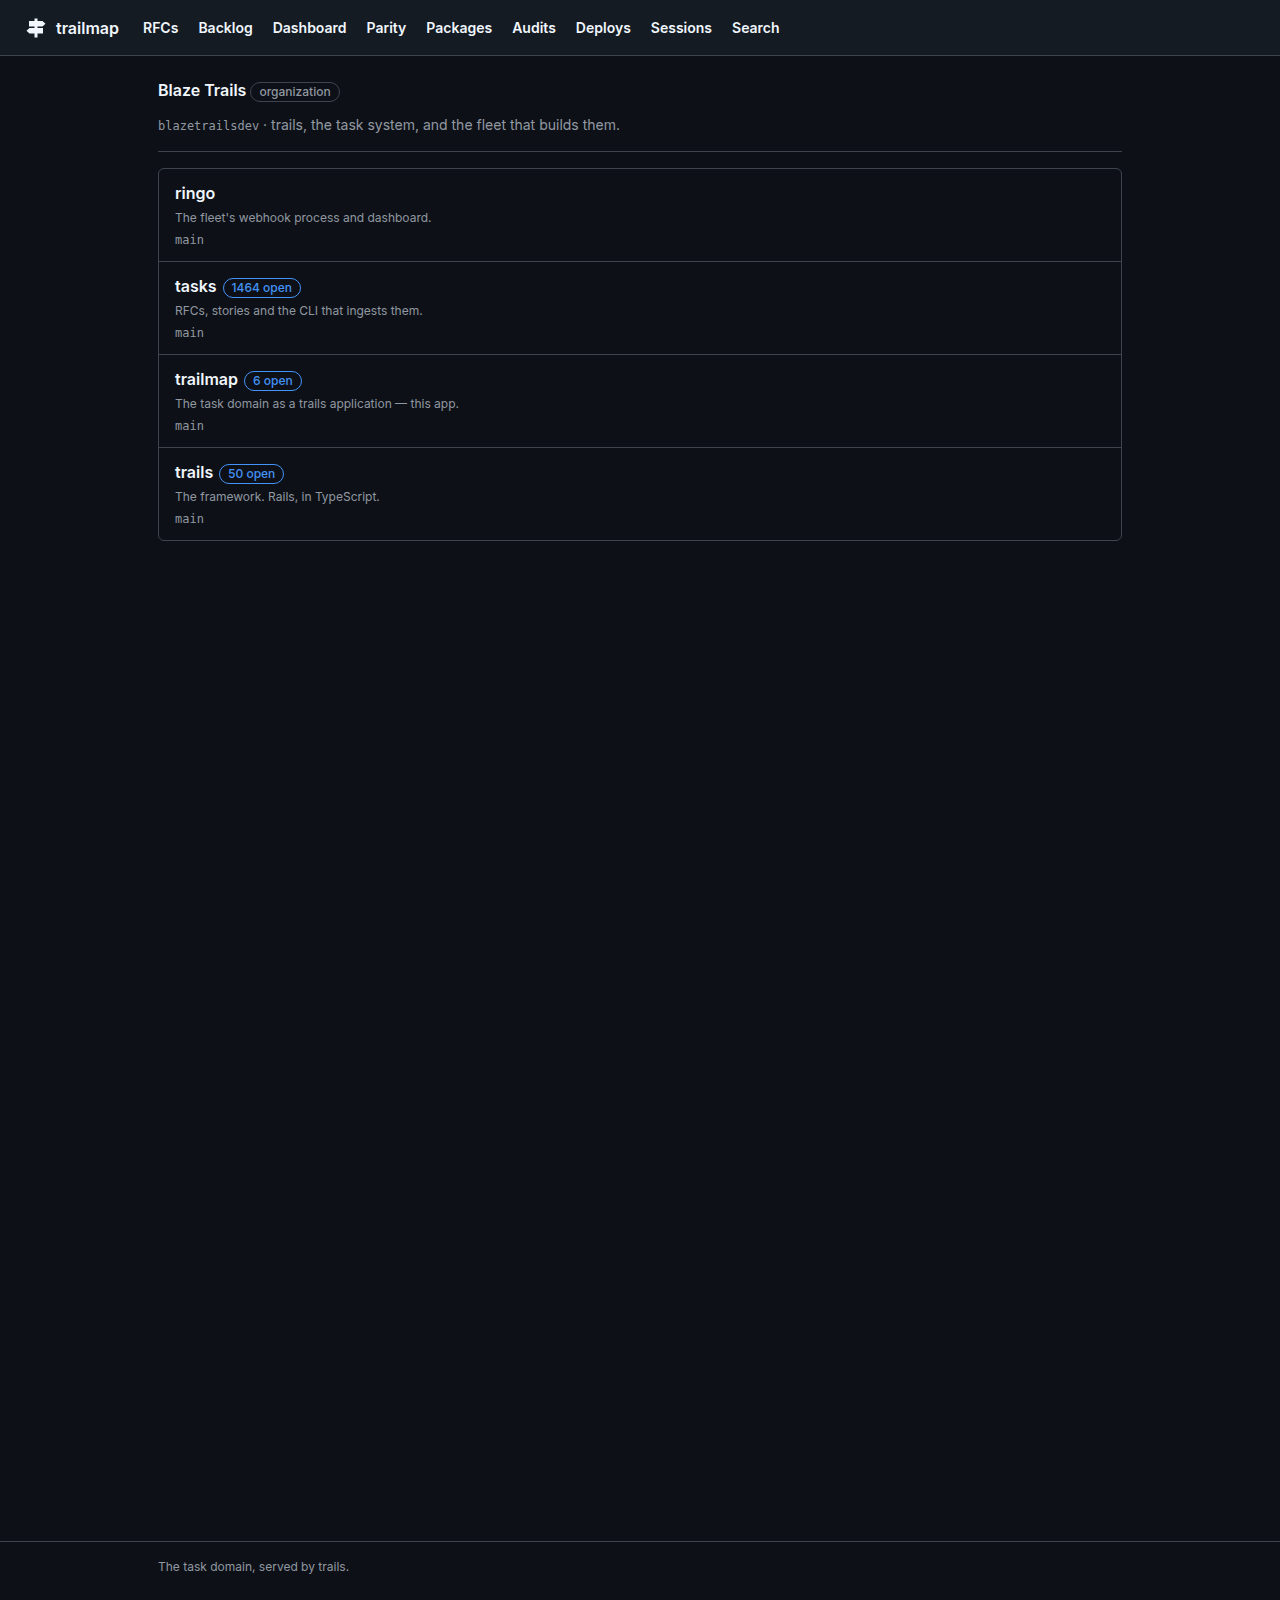 trailmap RFCs Backlog Dashboard Parity Packages Audits Deploys Sessions Search
Blaze Trails organization
blazetrailsdev · trails, the task system, and the fleet that builds them.
ringo
The fleet's webhook process and dashboard.
main
tasks 1464 open
RFCs, stories and the CLI that ingests them.
main
trailmap 6 open
The task domain as a trails application — this app.
main
trails 50 open
The framework. Rails, in TypeScript.
main
The task domain, served by trails.